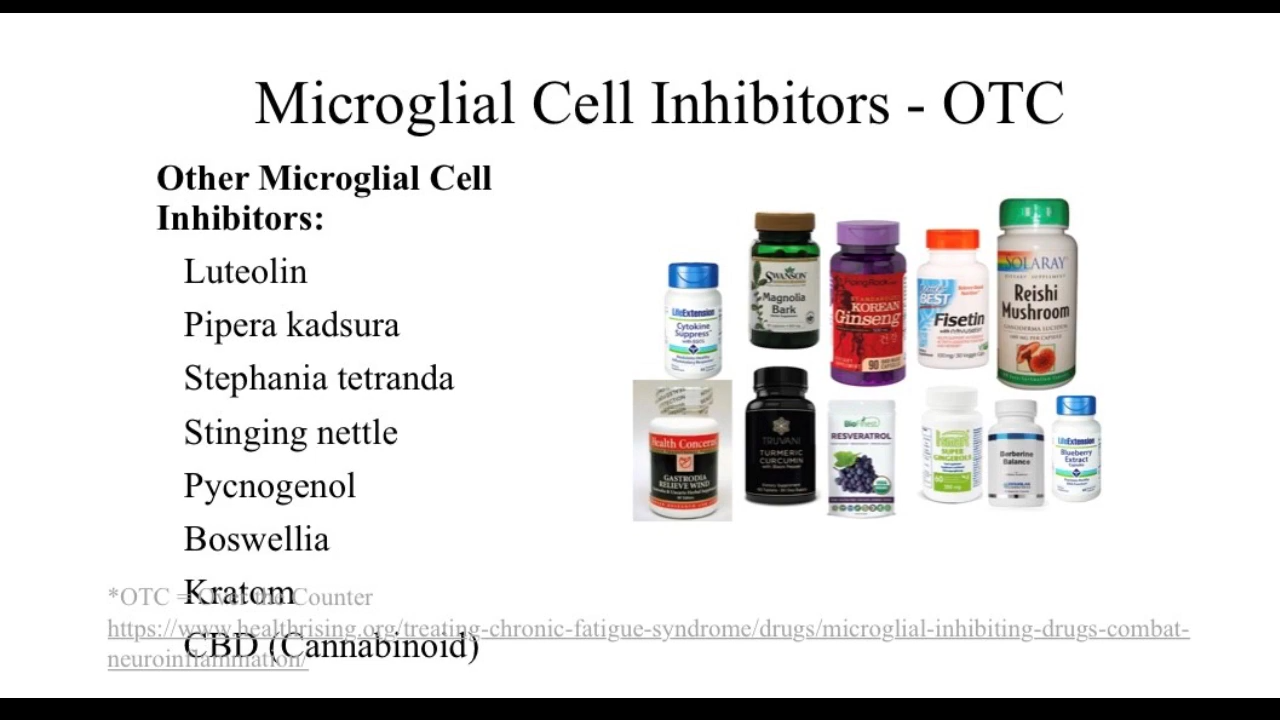 Microglial Cell Inhibitors - OTC
Other Microglial Cell
Inhibitors:
Luteolin
Pipera kadsura
Stephania tetranda
Stinging nettle
Pycnogenol
Boswellia
Kratom
CBD (Cannabinoid)
*OTC = Over the Counter
https://www.healthrising.org/treating-chronic-fatigue-syndrome/drugs/microglial-inhibiting-drugs-combat-
neuroinflammation/
LifeExtension
Cytokine
Suppress
SWANSON
Magnolia
Bark
KOREAN
Ginseng
90
BEST
Fisetin
SOLARAY
Reishi
Mushroom
Health Concerns
GASTRODIA
RELIEVE WIND
TRUVANI
TURMERIC
CURCUMIN
RESVERATROL
SUPER
GINGEROLS
Berberine
Balance
LifeExtension
Blueberry
Extract